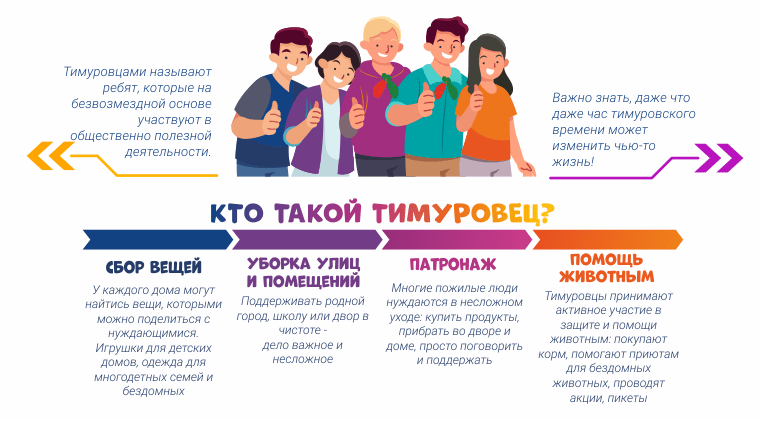 Тимуровцами называют
ребят, которые на
безвозмездной основе
участвуют в
общественно полезной
деятельности.
Важно знать, даже что
даже час тимуровского
времени может
изменить чью-то
жизнь!
КТО ТАКОЙ ТИМУРОВЕЦ?
СБОР ВЕЩЕЙ
У каждого дома могут
найтись вещи, которыми
можно поделиться с
нуждающимися.
Игрушки для детских
домов, одежда для
многодетных семей и
бездомных
УБОРКА УЛИЦ
И ПОМЕЩЕНИЙ
Поддерживать родной
город, школу или двор в
чистоте -
дело важное и
несложное
ПАТРОНАЖ
Многие пожилые люди
нуждаются в несложном
уходе: купить продукты,
прибрать во дворе и
доме, просто поговорить
и поддержать
ПОМОЩЬ
ЖИВОТНЫМ
Тимуровцы принимают
активное участие в
защите и помощи
животным: покупают
корм, помогают приютам
для бездомных
животных, проводят
акции, пикеты